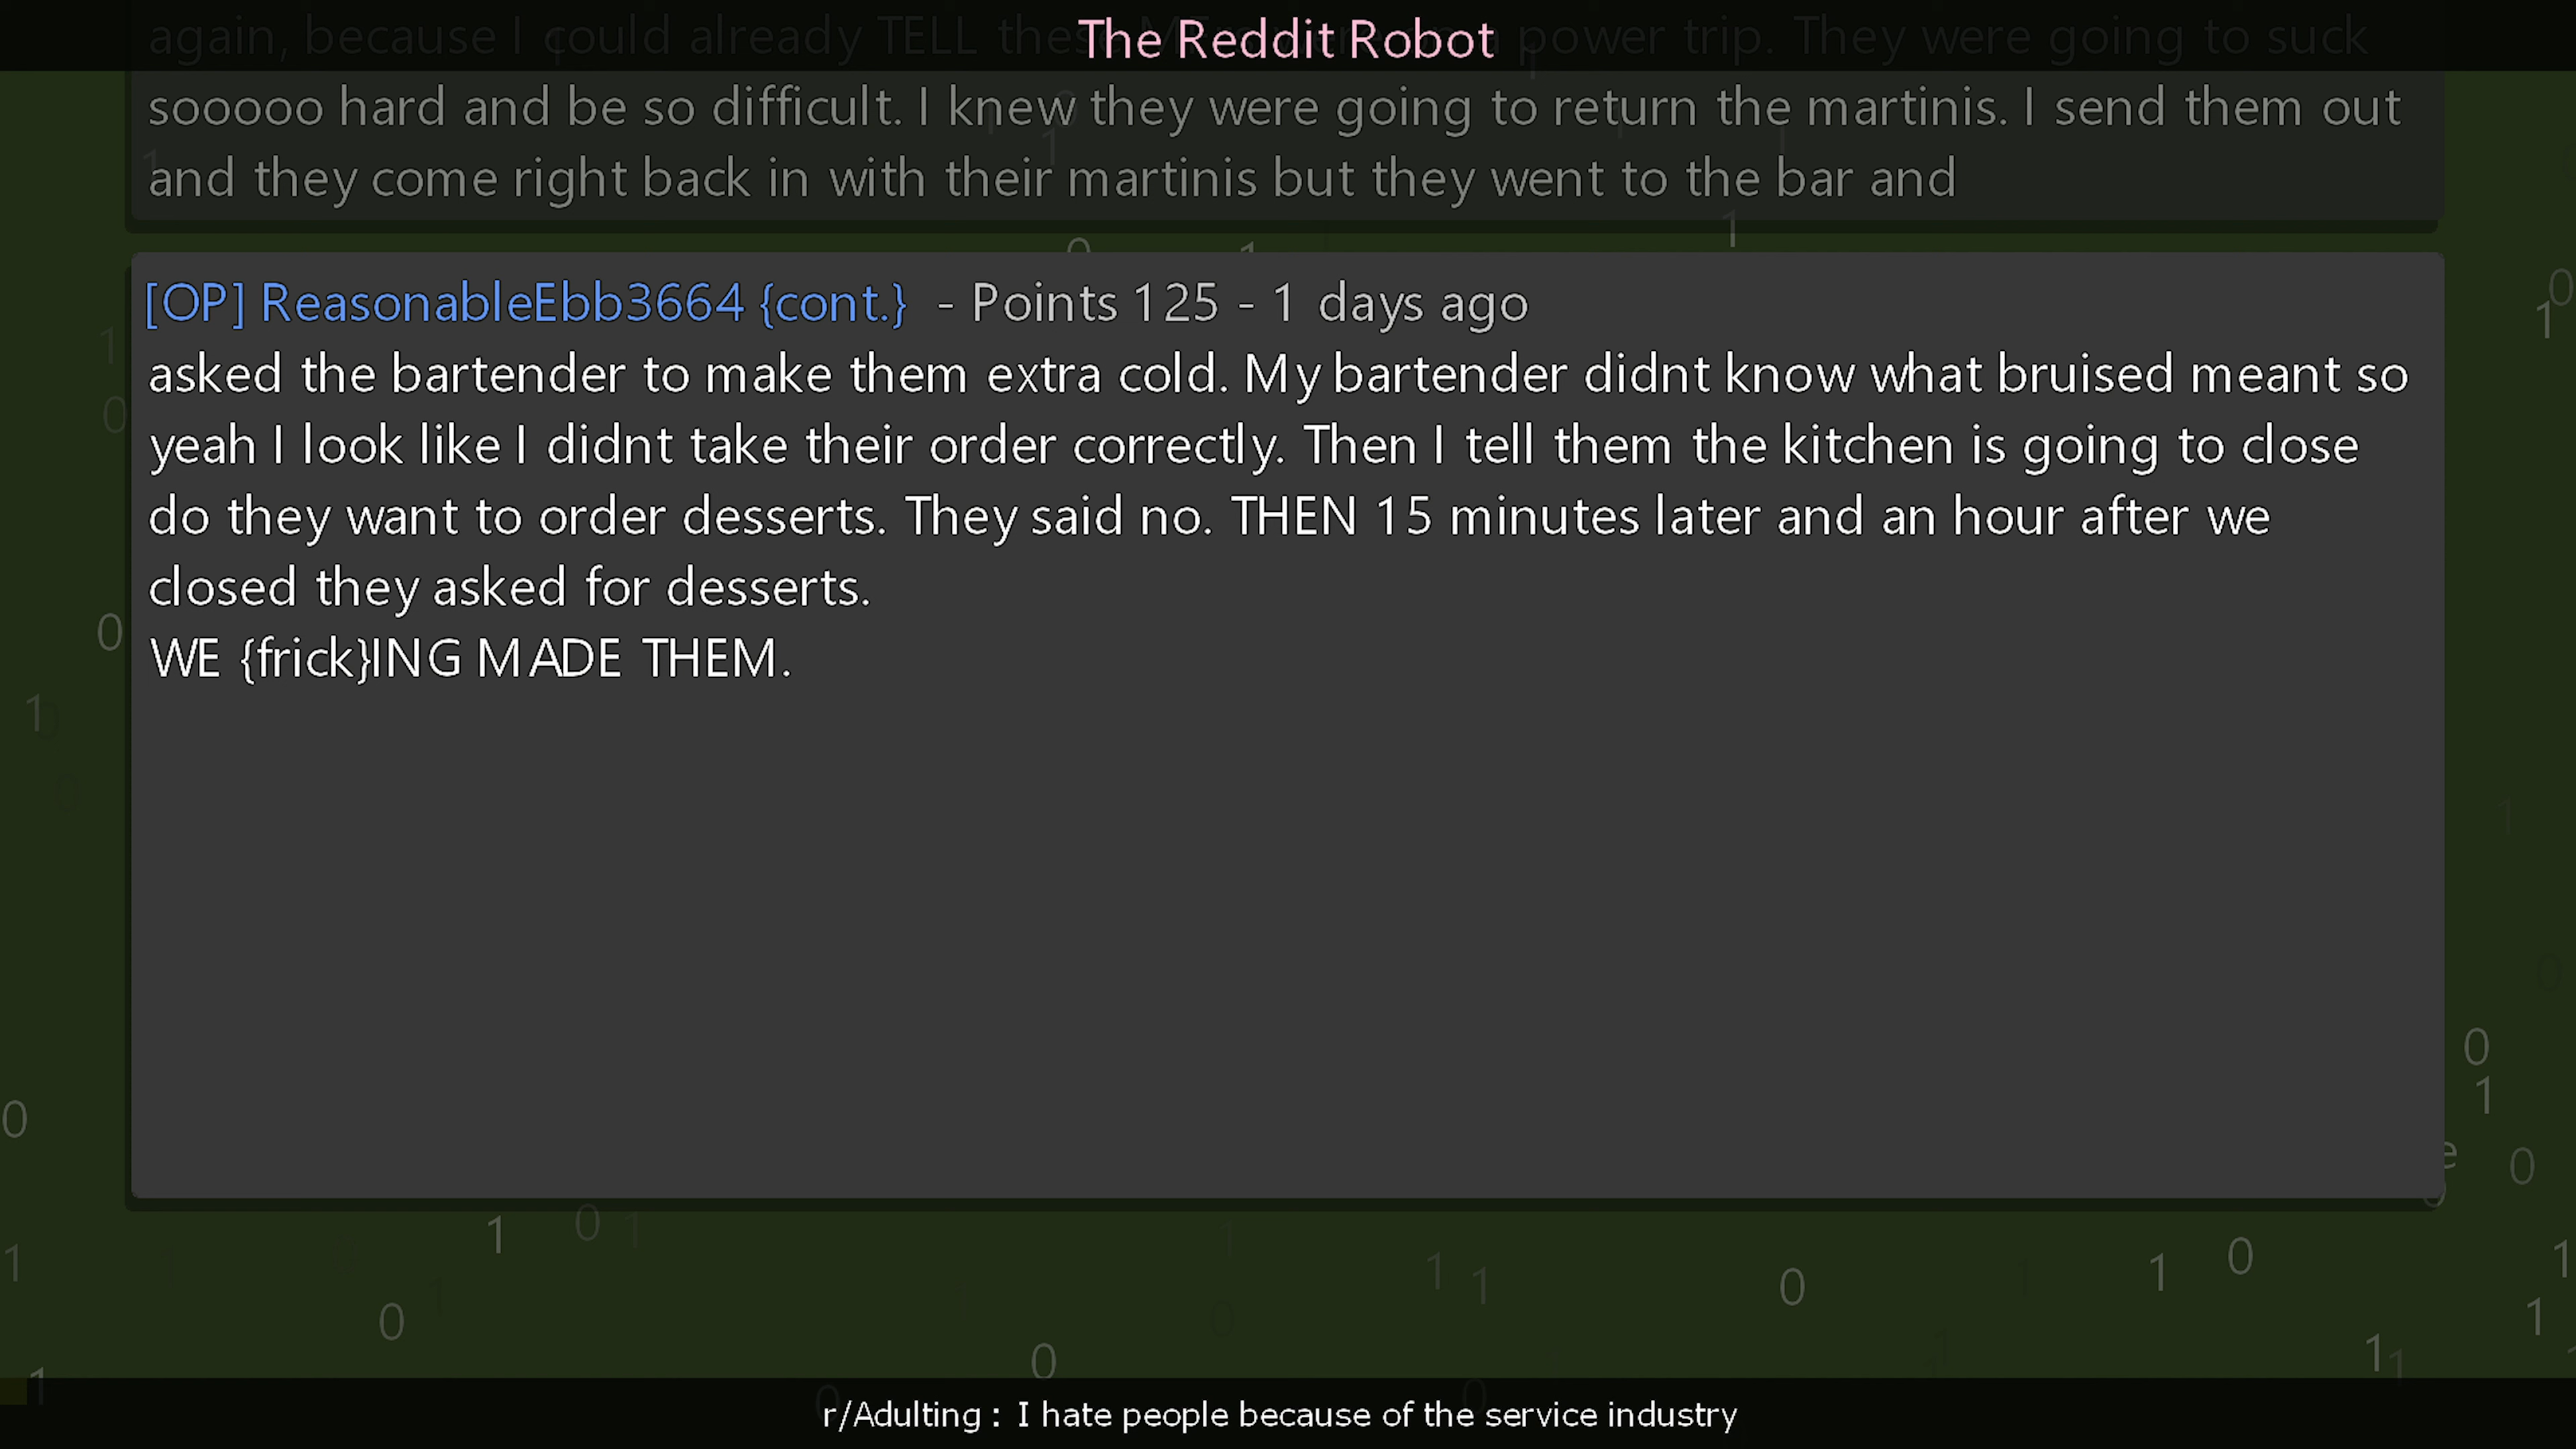 The Reddit Robot
again, because I could already TELL power trip. They were going to suck
sooooo hard and be so difficult. I knew they were going to return the martinis. I send them out
and they come right back in with their martinis but they went to the bar and
[OP] ReasonableEbb3664 {cont.} - Points 125 - 1 days ago
asked the bartender to make them extra cold. My bartender didnt know what bruised meant so
yeah I look like I didnt take their order correctly. Then I tell them the kitchen is going to close
do they want to order desserts. They said no. THEN 15 minutes later and an hour after we
closed they asked for desserts.
WE {frick}ING MADE THEM.
r/Adulting : I hate people because of the service industry